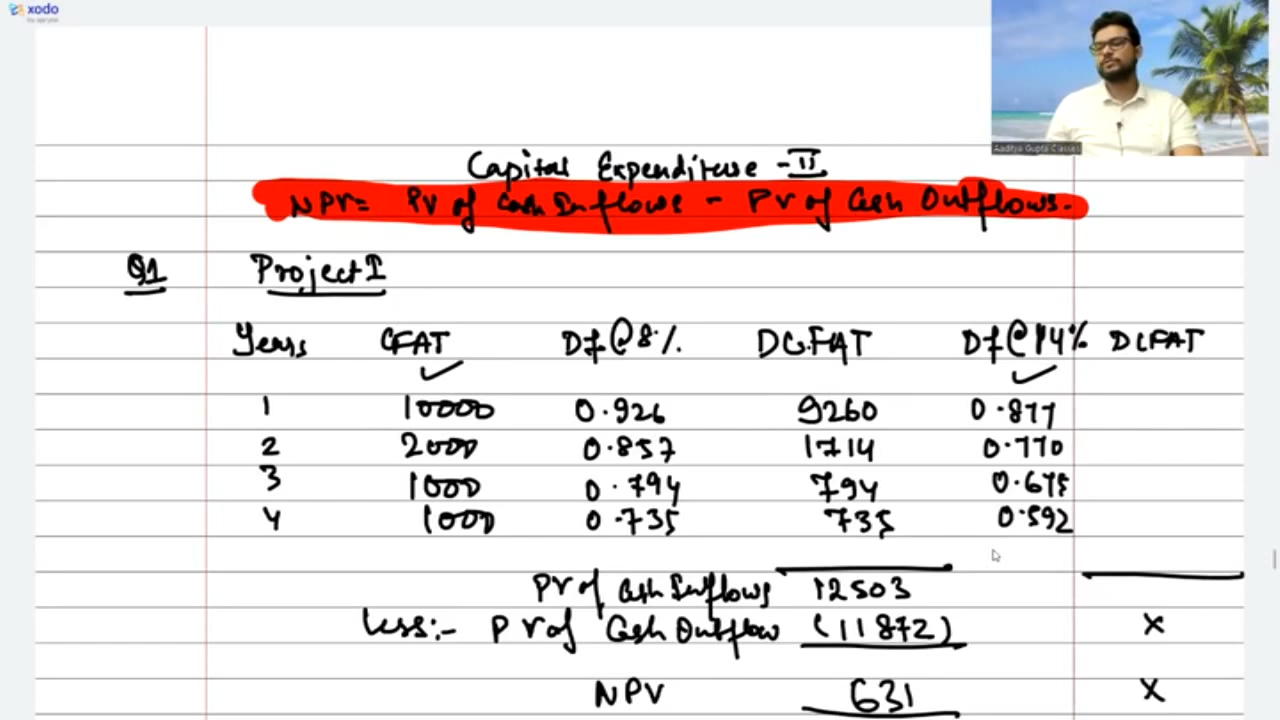 xodo
by apryse
Aaditya Gupta Classes
Capital Expenditure - II
NPV= PV of Cash Inflows - PV of Cash Outflows.
Q1 Project I
Years CFAT Df@8% DCFAT Df@14% DCFAT
1 10000 0.926 9260 0.877
2 2000 0.857 1714 0.770
3 1000 0.794 794 0.675
4 1000 0.735 735 0.592
PV of Cash Inflows 12503
Less:- PV of Cash Outflow (11872) X
NPV 631 X